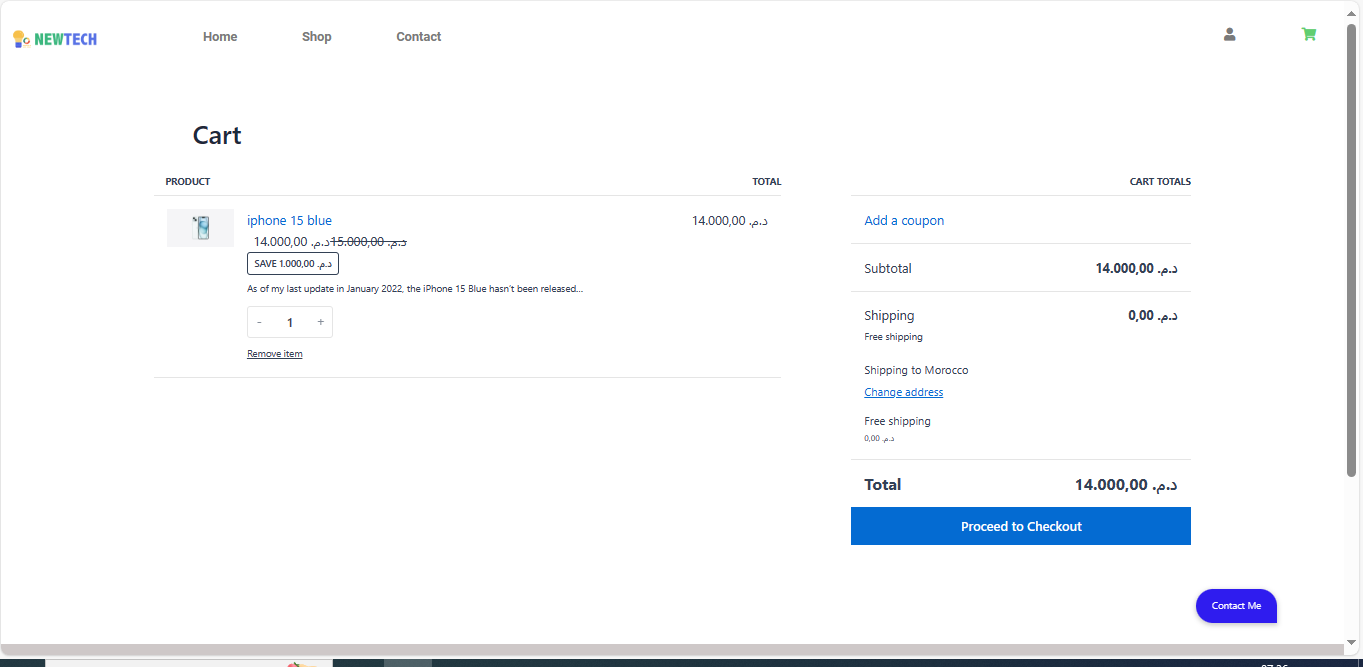 NEWTECH
Home Shop Contact
Cart
PRODUCT TOTAL
iphone 15 blue 14.000,00 د.م.
14.000,00 د.م. 15.000,00 د.م.
SAVE 1.000,00 د.م.
As of my last update in January 2022, the iPhone 15 Blue hasn't been released…
- 1 +
Remove item
CART TOTALS
Add a coupon
Subtotal 14.000,00 د.م.
Shipping 0,00 د.م.
Free shipping
Shipping to Morocco
Change address
Free shipping
0,00 د.م.
Total 14.000,00 د.م.
Proceed to Checkout
Contact Me